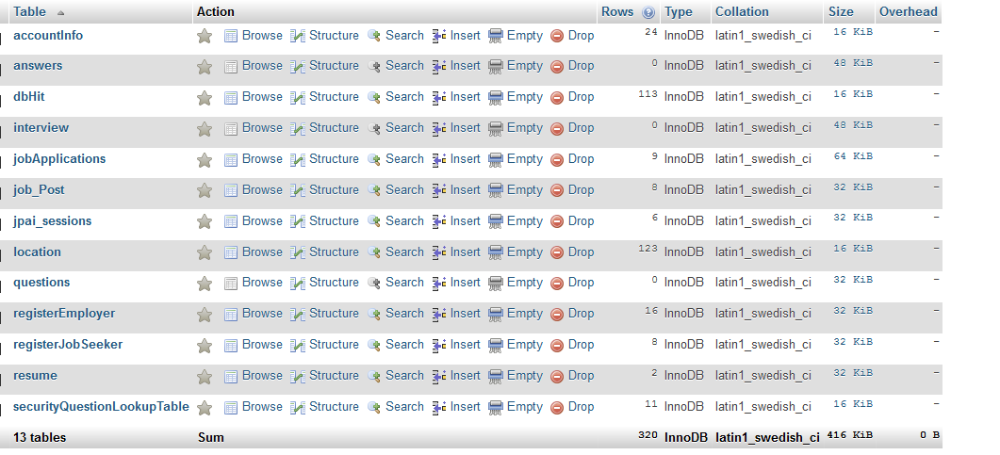 Table Action Rows Type Collation Size Overhead
accountInfo Browse Structure Search Insert Empty Drop 24 InnoDB latin1_swedish_ci 16 KiB -
answers Browse Structure Search Insert Empty Drop 0 InnoDB latin1_swedish_ci 48 KiB -
dbHit Browse Structure Search Insert Empty Drop 113 InnoDB latin1_swedish_ci 16 KiB -
interview Browse Structure Search Insert Empty Drop 0 InnoDB latin1_swedish_ci 48 KiB -
jobApplications Browse Structure Search Insert Empty Drop 9 InnoDB latin1_swedish_ci 64 KiB -
job_Post Browse Structure Search Insert Empty Drop 8 InnoDB latin1_swedish_ci 32 KiB -
jpai_sessions Browse Structure Search Insert Empty Drop 6 InnoDB latin1_swedish_ci 32 KiB -
location Browse Structure Search Insert Empty Drop 123 InnoDB latin1_swedish_ci 16 KiB -
questions Browse Structure Search Insert Empty Drop 0 InnoDB latin1_swedish_ci 32 KiB -
registerEmployer Browse Structure Search Insert Empty Drop 16 InnoDB latin1_swedish_ci 32 KiB -
registerJobSeeker Browse Structure Search Insert Empty Drop 8 InnoDB latin1_swedish_ci 32 KiB -
resume Browse Structure Search Insert Empty Drop 2 InnoDB latin1_swedish_ci 32 KiB -
securityQuestionLookupTable Browse Structure Search Insert Empty Drop 11 InnoDB latin1_swedish_ci 16 KiB -
13 tables Sum 320 InnoDB latin1_swedish_ci 416 KiB 0 B